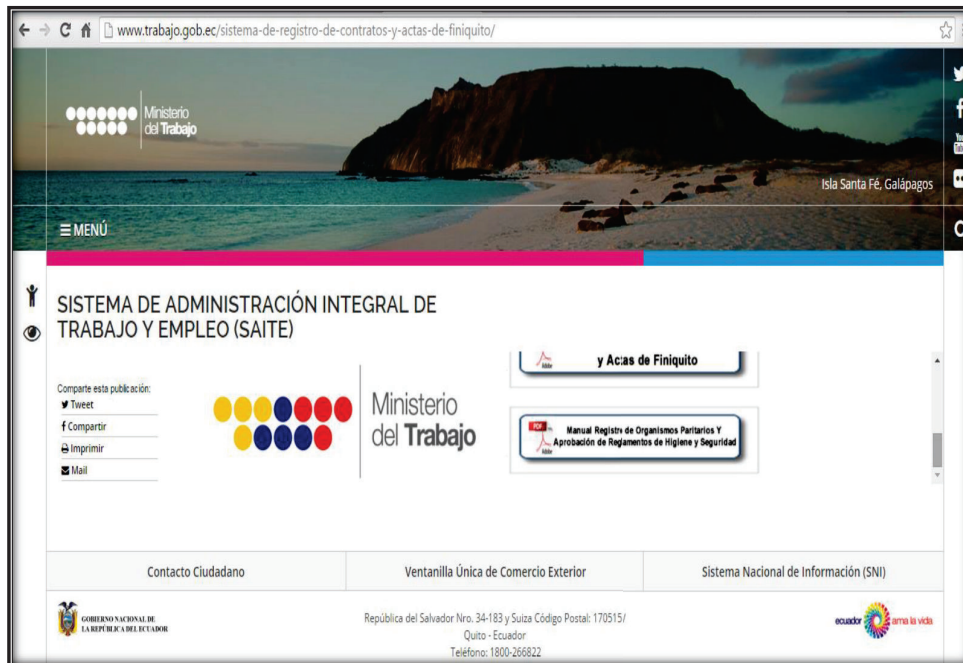 www.trabajo.gob.ec/sistema-de-registro-de-contratos-y-actas-de-finiquito/
Ministerio
del Trabajo
Isla Santa Fé, Galápagos
MENÚ
SISTEMA DE ADMINISTRACIÓN INTEGRAL DE
TRABAJO Y EMPLEO (SAITE)
Comparte esta publicación:
Tweet
Compartir
Imprimir
Mail
Ministerio
del Trabajo
Adobe
y Actas de Finiquito
PDF
Adobe
Manual Registro de Organismos Paritarios Y
Aprobación de Reglamentos de Higiene y Seguridad
Contacto Ciudadano
Ventanilla Única de Comercio Exterior
Sistema Nacional de Información (SNI)
GOBIERNO NACIONAL DE
LA REPÚBLICA DEL ECUADOR
República del Salvador Nro. 34-183 y Suiza Código Postal: 170515/
Quito - Ecuador
Teléfono: 1800-266822
ecuador ama la vida